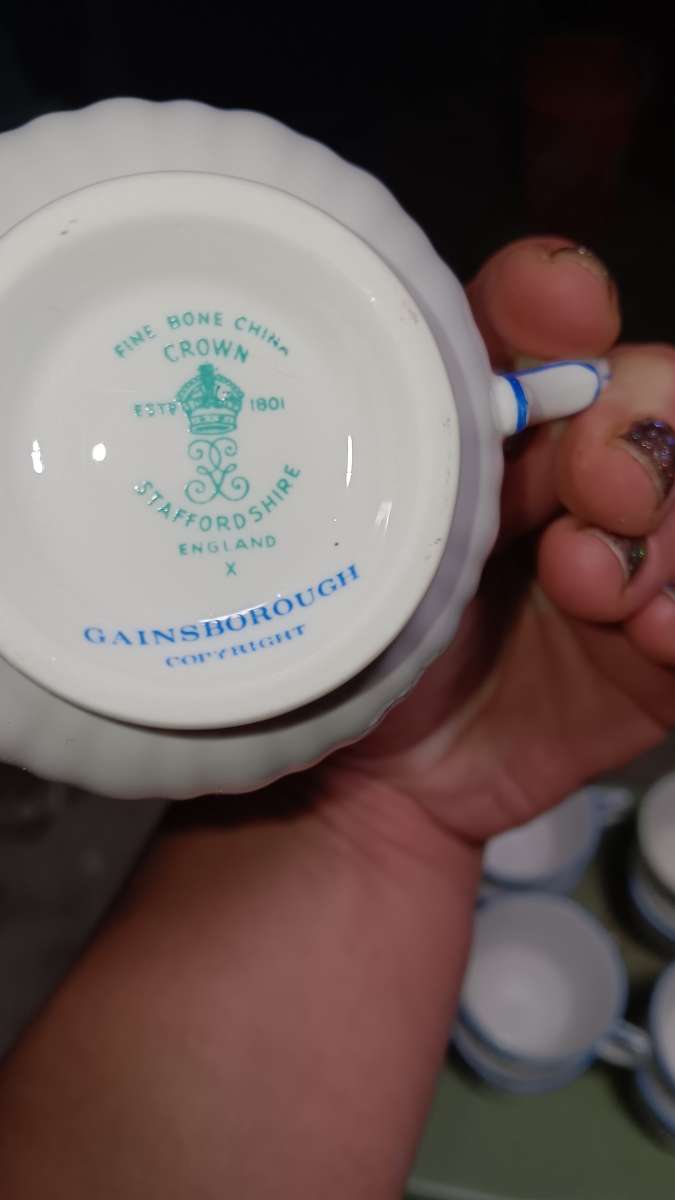 FINE BONE CHINA
CROWN
ESTD 1801
STAFFORDSHIRE
ENGLAND
X
GAINSBOROUGH
COPYRIGHT